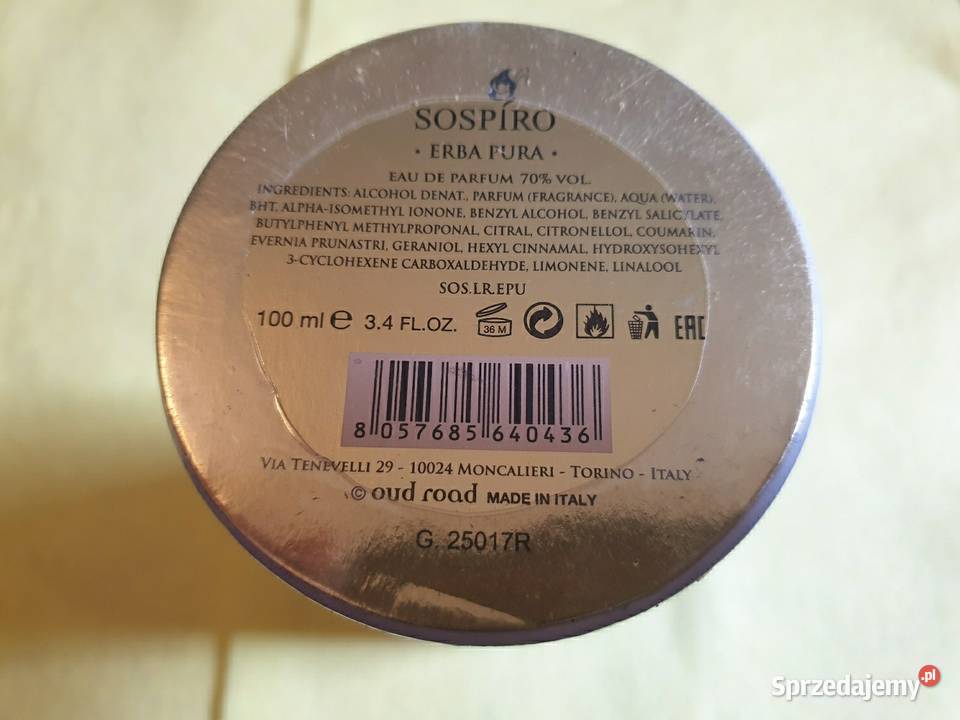 SOSPÍRO
• ERBA PURA •
EAU DE PARFUM 70% VOL.
INGREDIENTS: ALCOHOL DENAT., PARFUM (FRAGRANCE), AQUA (WATER),
BHT, ALPHA-ISOMETHYL IONONE, BENZYL ALCOHOL, BENZYL SALICYLATE,
BUTYLPHENYL METHYLPROPONAL, CITRAL, CITRONELLOL, COUMARIN,
EVERNIA PRUNASTRI, GERANIOL, HEXYL CINNAMAL, HYDROXYSOHEXYL
3-CYCLOHEXENE CARBOXALDEHYDE, LIMONENE, LINALOOL
SOS.LR.EPU
100 ml e 3.4 FL.OZ. 36 M EAC
8 057685 640436
VIA TENEVELLI 29 - 10024 MONCALIERI - TORINO - ITALY
© oud road MADE IN ITALY
G. 25017R
Sprzedajemy.pl